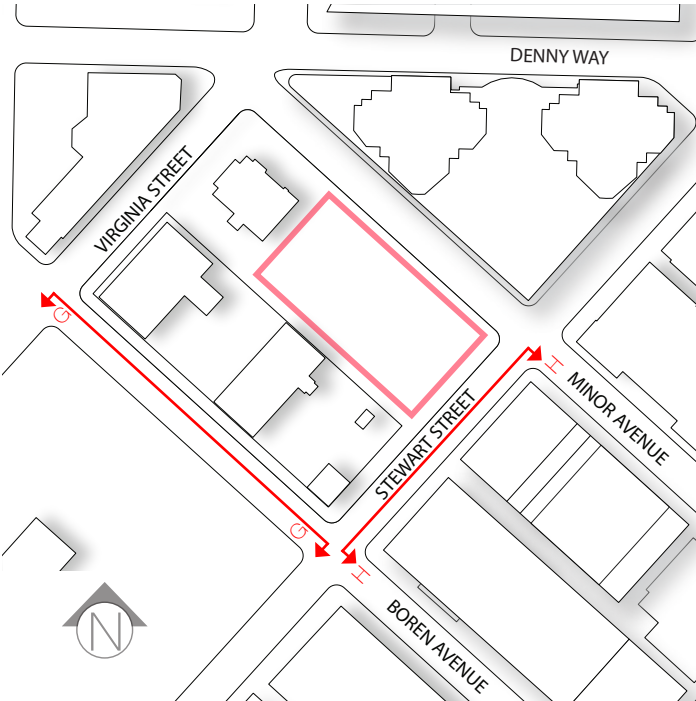 DENNY WAY
VIRGINIA STREET
G
H
MINOR AVENUE
STEWART STREET
G
H
BOREN AVENUE
N